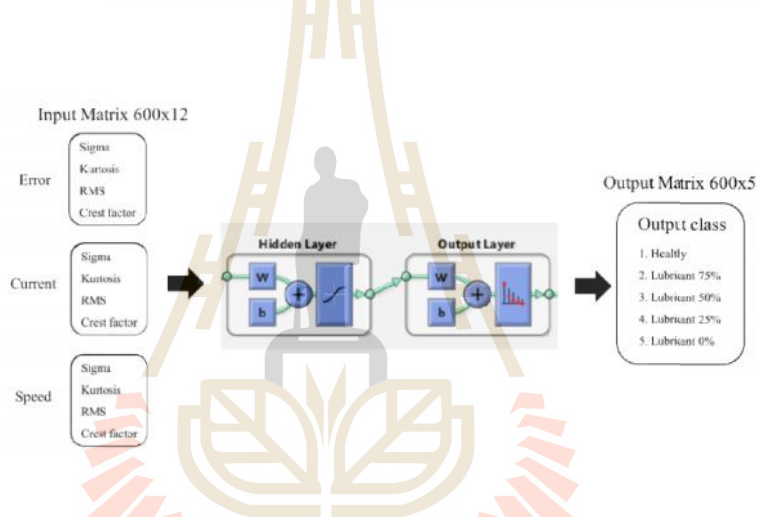 Input Matrix 600x12
Error
Sigma
Kurtosis
RMS
Crest factor
Current
Sigma
Kurtosis
RMS
Crest factor
Speed
Sigma
Kurtosis
RMS
Crest factor
Hidden Layer
W
b
+
Output Layer
W
b
+
Output Matrix 600x5
Output class
1. Healtly
2. Lubricant 75%
3. Lubricant 50%
4. Lubricant 25%
5. Lubricant 0%